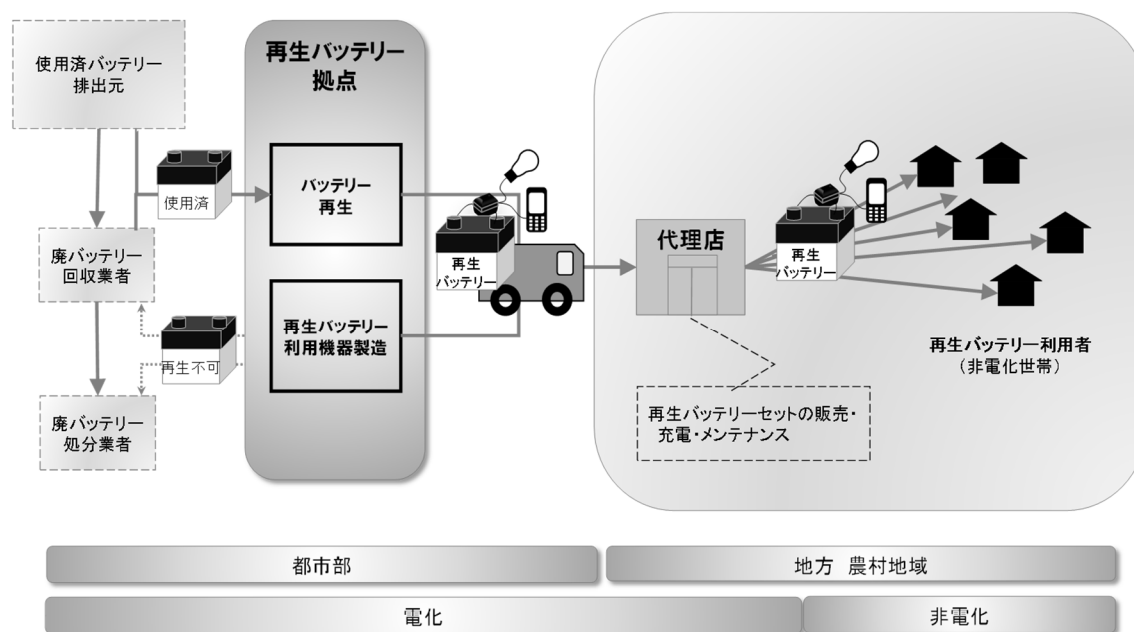 使用済バッテリー
排出元
使用済
廃バッテリー
回収業者
再生不可
廃バッテリー
処分業者
再生バッテリー
拠点
バッテリー
再生
再生バッテリー
利用機器製造
再生
バッテリー
代理店
再生
バッテリー
再生バッテリー利用者
（非電化世帯）
再生バッテリーセットの販売・
充電・メンテナンス
都市部
地方 農村地域
電化
非電化